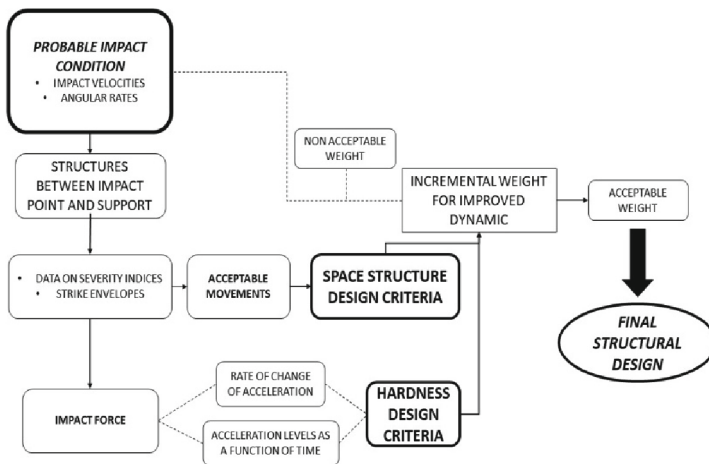 PROBABLE IMPACT
CONDITION
• IMPACT VELOCITIES
• ANGULAR RATES
STRUCTURES
BETWEEN IMPACT
POINT AND SUPPORT
• DATA ON SEVERITY INDICES
• STRIKE ENVELOPES
ACCEPTABLE
MOVEMENTS
SPACE STRUCTURE
DESIGN CRITERIA
NON ACCEPTABLE
WEIGHT
INCREMENTAL WEIGHT
FOR IMPROVED
DYNAMIC
ACCEPTABLE
WEIGHT
FINAL
STRUCTURAL
DESIGN
IMPACT FORCE
RATE OF CHANGE
OF ACCELERATION
ACCELERATION LEVELS AS
A FUNCTION OF TIME
HARDNESS
DESIGN
CRITERIA